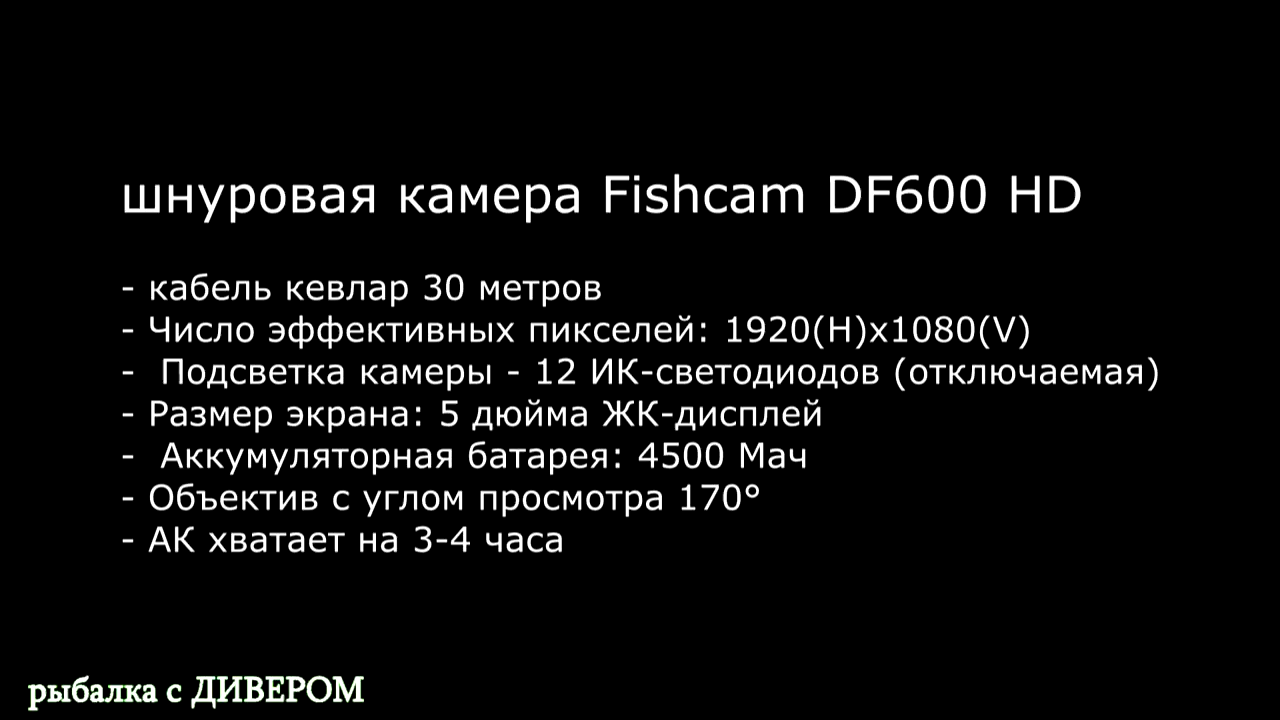 шнуровая камера Fishcam DF600 HD
- кабель кевлар 30 метров
- Число эффективных пикселей: 1920(H)x1080(V)
- Подсветка камеры - 12 ИК-светодиодов (отключаемая)
- Размер экрана: 5 дюйма ЖК-дисплей
- Аккумуляторная батарея: 4500 Мач
- Объектив с углом просмотра 170°
- АК хватает на 3-4 часа
рыбалка с ДИВЕРОМ